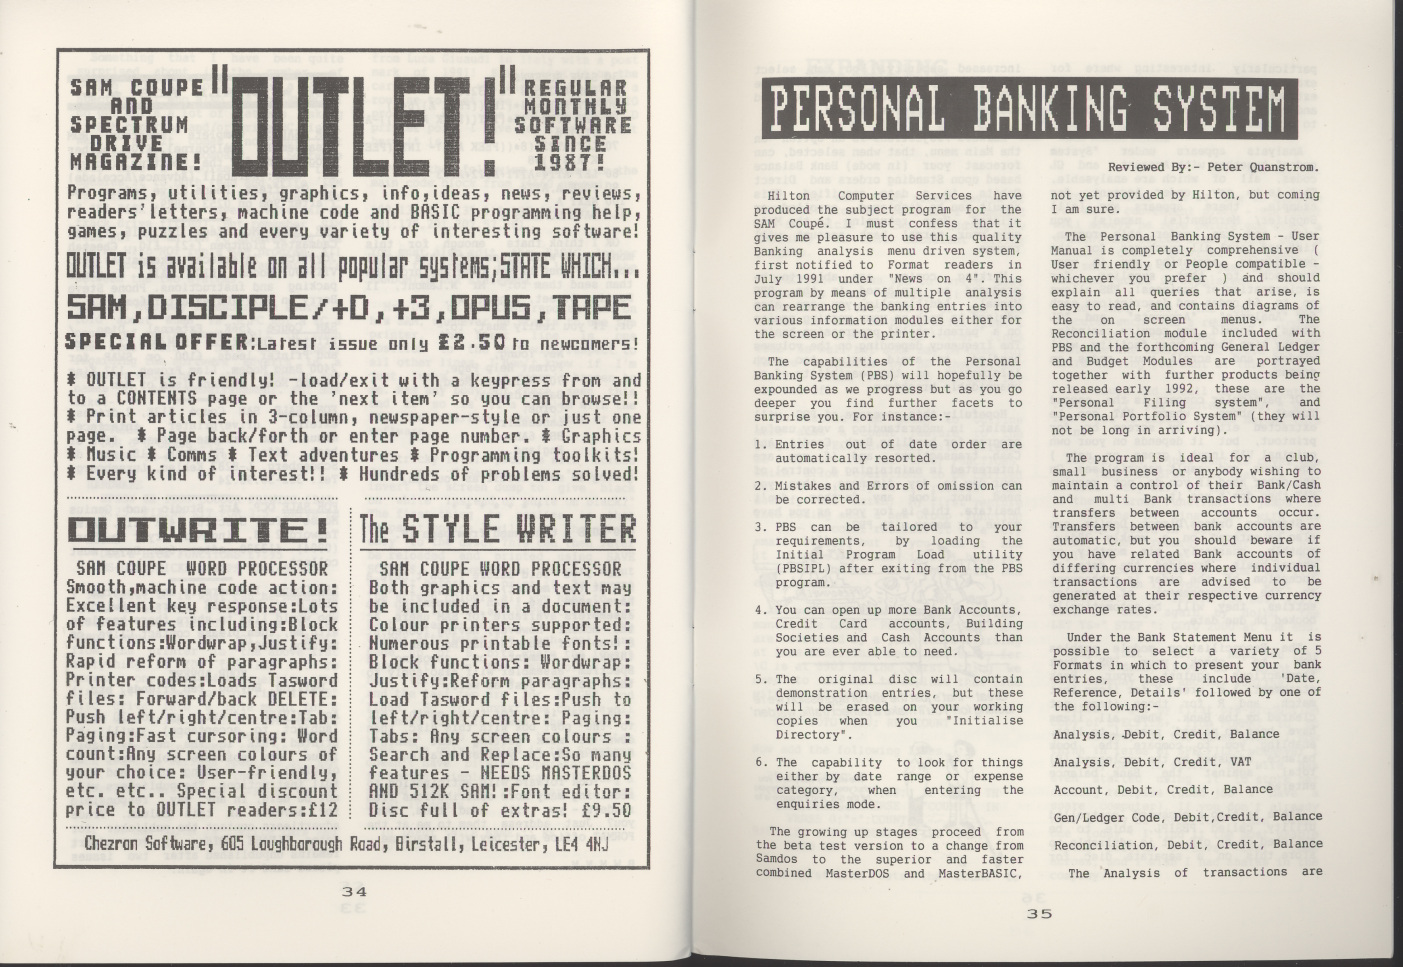 SAM COUPE
AND
SPECTRUM
DRIVE
MAGAZINE!
"OUTLET!"
REGULAR
MONTHLY
SOFTWARE
SINCE
1987!
Programs, utilities, graphics, info,ideas, news, reviews,
readers'letters, machine code and BASIC programming help,
games, puzzles and every variety of interesting software!
OUTLET is available on all popular systems;STATE WHICH...
SAM,DISCIPLE/+D,+3,OPUS,TAPE
SPECIAL OFFER:Latest issue only £2.50 to newcomers!
* OUTLET is friendly! -load/exit with a keypress from and
to a CONTENTS page or the 'next item' so you can browse!!
* Print articles in 3-column, newspaper-style or just one
page. * Page back/forth or enter page number. * Graphics
* Music * Comms * Text adventures * Programming toolkits!
* Every kind of interest!! * Hundreds of problems solved!
OUTWRITE!
SAM COUPE WORD PROCESSOR
Smooth,machine code action:
Excellent key response:Lots
of features including:Block
functions:Wordwrap,Justify:
Rapid reform of paragraphs:
Printer codes:Loads Tasword
files: Forward/back DELETE:
Push left/right/centre:Tab:
Paging:Fast cursoring: Word
count:Any screen colours of
your choice: User-friendly,
etc. etc.. Special discount
price to OUTLET readers:£12
The STYLE WRITER
SAM COUPE WORD PROCESSOR
Both graphics and text may
be included in a document:
Colour printers supported:
Numerous printable fonts!:
Block functions: Wordwrap:
Justify:Reform paragraphs:
Load Tasword files:Push to
left/right/centre: Paging:
Tabs: Any screen colours :
Search and Replace:So many
features - NEEDS MASTERDOS
AND 512K SAM!:Font editor:
Disc full of extras! £9.50
Chezron Software, 605 Loughborough Road, Birstall, Leicester, LE4 4NJ
34
PERSONAL BANKING SYSTEM
Reviewed By:- Peter Quanstrom.
Hilton Computer Services have
produced the subject program for the
SAM Coupé. I must confess that it
gives me pleasure to use this quality
Banking analysis menu driven system,
first notified to Format readers in
July 1991 under "News on 4". This
program by means of multiple analysis
can rearrange the banking entries into
various information modules either for
the screen or the printer.
The capabilities of the Personal
Banking System (PBS) will hopefully be
expounded as we progress but as you go
deeper you find further facets to
surprise you. For instance:-
1. Entries out of date order are
automatically resorted.
2. Mistakes and Errors of omission can
be corrected.
3. PBS can be tailored to your
requirements, by loading the
Initial Program Load utility
(PBSIPL) after exiting from the PBS
program.
4. You can open up more Bank Accounts,
Credit Card accounts, Building
Societies and Cash Accounts than
you are ever able to need.
5. The original disc will contain
demonstration entries, but these
will be erased on your working
copies when you "Initialise
Directory".
6. The capability to look for things
either by date range or expense
category, when entering the
enquiries mode.
The growing up stages proceed from
the beta test version to a change from
Samdos to the superior and faster
combined MasterDOS and MasterBASIC,
not yet provided by Hilton, but coming
I am sure.
The Personal Banking System - User
Manual is completely comprehensive (
User friendly or People compatible -
whichever you prefer ) and should
explain all queries that arise, is
easy to read, and contains diagrams of
the on screen menus. The
Reconciliation module included with
PBS and the forthcoming General Ledger
and Budget Modules are portrayed
together with further products being
released early 1992, these are the
"Personal Filing system", and
"Personal Portfolio System" (they will
not be long in arriving).
The program is ideal for a club,
small business or anybody wishing to
maintain a control of their Bank/Cash
and multi Bank transactions where
transfers between accounts occur.
Transfers between bank accounts are
automatic, but you should beware if
you have related Bank accounts of
differing currencies where individual
transactions are advised to be
generated at their respective currency
exchange rates.
Under the Bank Statement Menu it is
possible to select a variety of 5
Formats in which to present your bank
entries, these include 'Date,
Reference, Details' followed by one of
the following:-
Analysis, Debit, Credit, Balance
Analysis, Debit, Credit, VAT
Account, Debit, Credit, Balance
Gen/Ledger Code, Debit,Credit, Balance
Reconciliation, Debit, Credit, Balance
The Analysis of transactions are
35